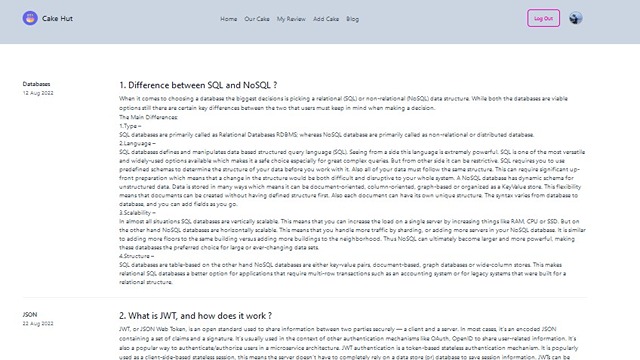 Cake Hut
Home Our Cake My Review Add Cake Blog
Log Out
Databases
12 Aug 2022
1. Difference between SQL and NoSQL ?
When it comes to choosing a database the biggest decisions is picking a relational (SQL) or non-relational (NoSQL) data structure. While both the databases are viable
options still there are certain key differences between the two that users must keep in mind when making a decision.
The Main Differences:
1.Type –
SQL databases are primarily called as Relational Databases RDBMS; whereas NoSQL database are primarily called as non-relational or distributed database.
2.Language –
SQL databases defines and manipulates data based structured query language (SQL). Seeing from a side this language is extremely powerful. SQL is one of the most versatile
and widely-used options available which makes it a safe choice especially for great complex queries. But from other side it can be restrictive. SQL requires you to use
predefined schemas to determine the structure of your data before you work with it. Also all of your data must follow the same structure. This can require significant up-
front preparation which means that a change in the structure would be both difficult and disruptive to your whole system. A NoSQL database has dynamic schema for
unstructured data. Date is stored in many ways which means it can be document-oriented, column-oriented, graph-based or organized as a KeyValue store. This flexibility
means that documents can be created without having defined structure first. Also each document can have its own unique structure. The syntax varies from database to
database, and you can add fields as you go.
3.Scalability –
In almost all situations SQL databases are vertically scalable. This means that you can increase the load on a single server by increasing things like RAM, CPU or SSD. But on
the other hand NoSQL databases are horizontally scalable. This means that you handle more traffic by sharding, or adding more servers in your NoSQL database. It is similar
to adding more floors to the same building versus adding more buildings to the neighborhood. Thus NoSQL can ultimately become larger and more powerful, making
these databases the preferred choice for large or ever-changing data sets.
4.Structure –
SQL databases are table-based on the other hand NoSQL databases are either key-value pairs, document-based, graph databases or wide-column stores. This makes
relational SQL databases a better option for applications that require multi-row transactions such as an accounting system or for legacy systems that were built for a
relational structure.
JSON
22 Aug 2022
2. What is JWT, and how does it work ?
JWT, or JSON Web Token, is an open standard used to share information between two parties securely — a client and a server. In most cases, it's an encoded JSON
containing a set of claims and a signature. It's usually used in the context of other authentication mechanisms like OAuth, OpenID to share user-related information. It's
also a popular way to authenticate/authorize users in a microservice architecture. JWT authentication is a token-based stateless authentication mechanism. It is popularly
used as a client-side-based stateless session, this means the server doesn't have to completely rely on a data store (or) database to save session information. JWTs can be